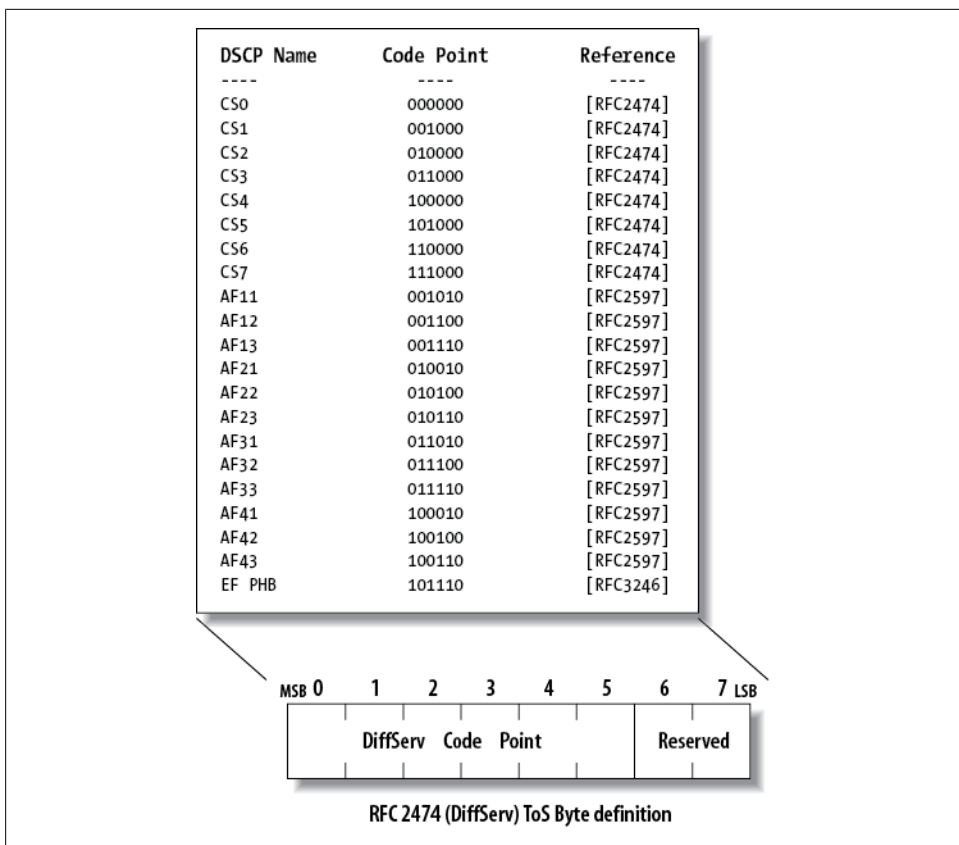 DSCP Name Code Point Reference
---- ---- ----
CS0 000000 [RFC2474]
CS1 001000 [RFC2474]
CS2 010000 [RFC2474]
CS3 011000 [RFC2474]
CS4 100000 [RFC2474]
CS5 101000 [RFC2474]
CS6 110000 [RFC2474]
CS7 111000 [RFC2474]
AF11 001010 [RFC2597]
AF12 001100 [RFC2597]
AF13 001110 [RFC2597]
AF21 010010 [RFC2597]
AF22 010100 [RFC2597]
AF23 010110 [RFC2597]
AF31 011010 [RFC2597]
AF32 011100 [RFC2597]
AF33 011110 [RFC2597]
AF41 100010 [RFC2597]
AF42 100100 [RFC2597]
AF43 100110 [RFC2597]
EF PHB 101110 [RFC3246]
MSB 0 1 2 3 4 5 6 7 LSB
DiffServ Code Point Reserved
RFC 2474 (DiffServ) ToS Byte definition